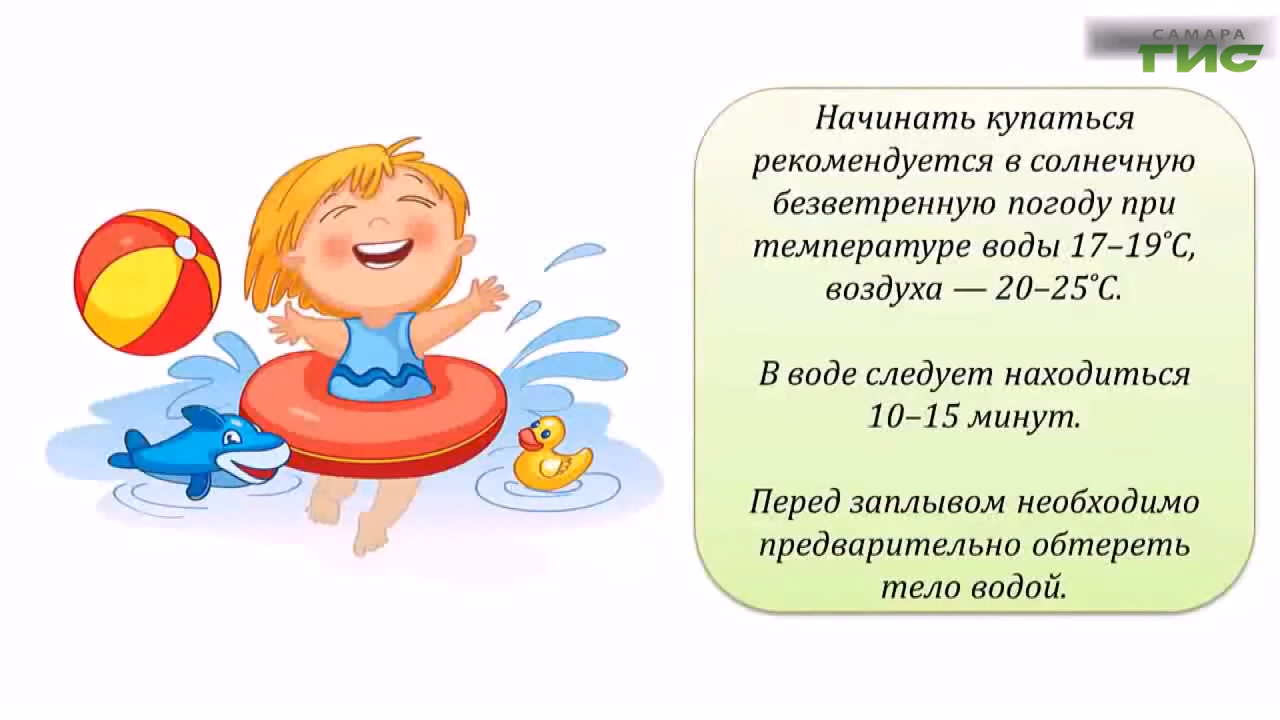 САМАРА
ГИС
Начинать купаться
рекомендуется в солнечную
безветренную погоду при
температуре воды 17–19˚С,
воздуха — 20–25˚С.
В воде следует находиться
10–15 минут.
Перед заплывом необходимо
предварительно обтереть
тело водой.